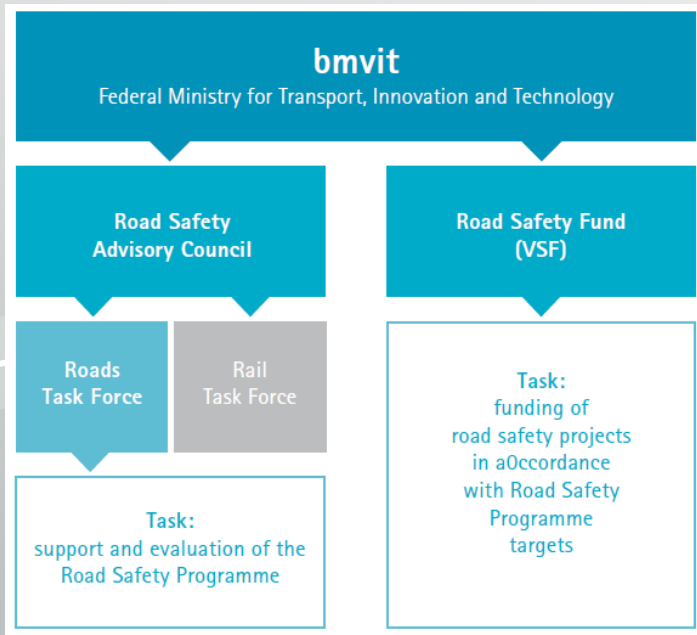 bmvit
Federal Ministry for Transport, Innovation and Technology
Road Safety
Advisory Council
Road Safety Fund
(VSF)
Roads
Task Force
Rail
Task Force
Task:
support and evaluation of the
Road Safety Programme
Task:
funding of
road safety projects
in a0ccordance
with Road Safety
Programme
targets